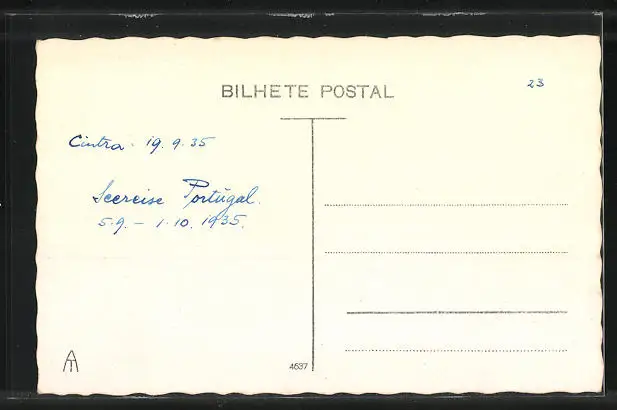 BILHETE POSTAL
23
Cintra. 19.9.35
Seereise Portugal.
5.9. – 1.10.1935.
4637